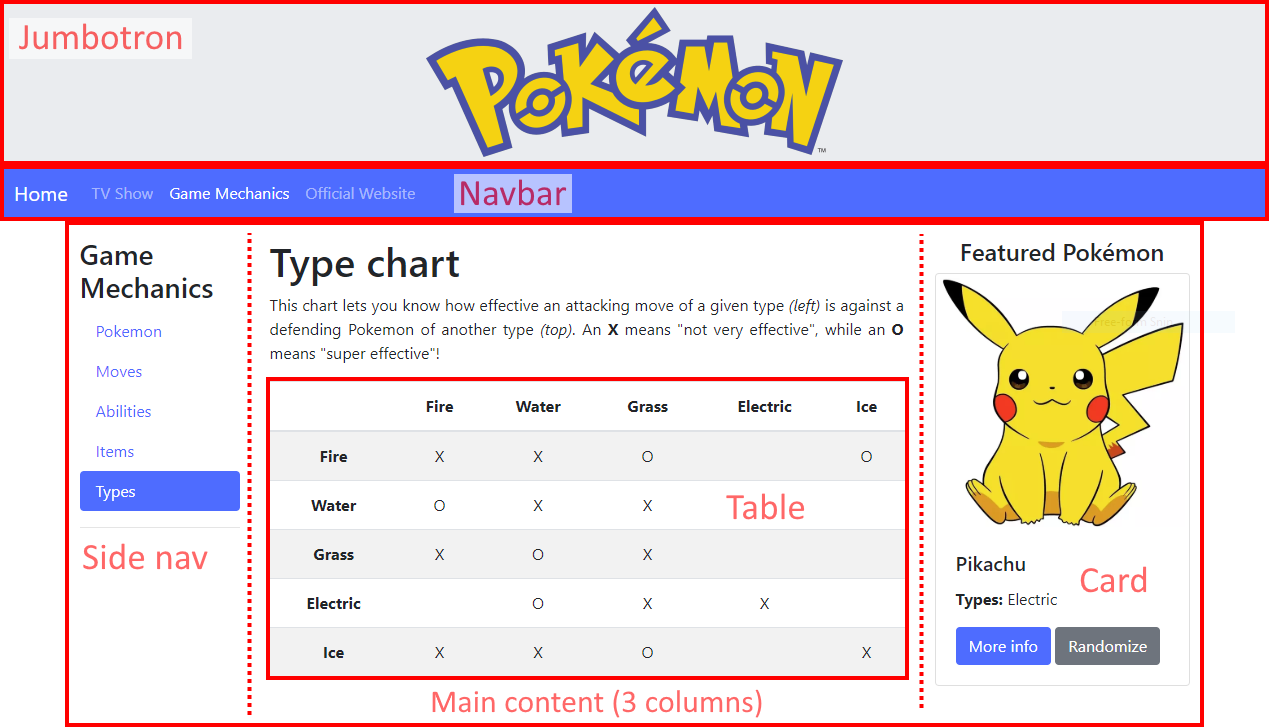 Jumbotron
POKéMON
™
Home TV Show Game Mechanics Official Website Navbar
Game
Mechanics
Pokemon
Moves
Abilities
Items
Types
Side nav
Type chart
This chart lets you know how effective an attacking move of a given type (left) is against a
defending Pokemon of another type (top). An X means "not very effective", while an O
means "super effective"!
Fire Water Grass Electric Ice
Fire X X O O
Water O X X
Table
Grass X O X
Electric O X X
Ice X X O X
Main content (3 columns)
Featured Pokémon
Pikachu
Card
Types: Electric
More info Randomize